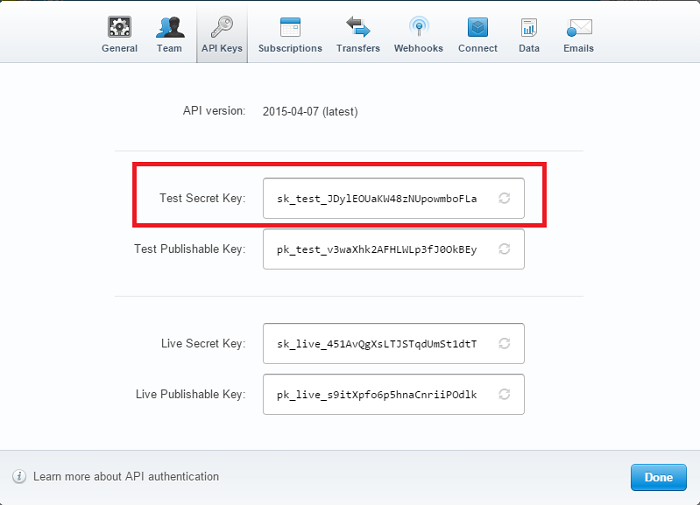 General Team API Keys Subscriptions Transfers Webhooks Connect Data Emails
API version: 2015-04-07 (latest)
Test Secret Key: sk_test_JDylEOUaKW48zNUpowmboFLa
Test Publishable Key: pk_test_v3waXhk2AFHLWLp3fJ0OkBEy
Live Secret Key: sk_live_451AvQgXsLTJSTqdUmSt1dtT
Live Publishable Key: pk_live_s9itXpfo6p5hnaCnriiPOdlk
Learn more about API authentication Done